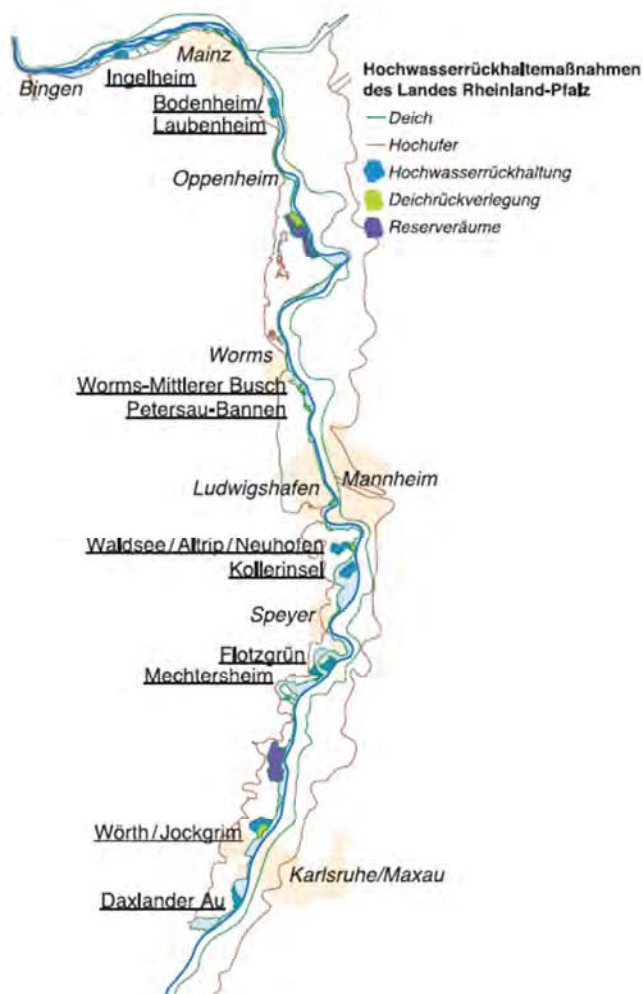 Mainz
Bingen
Ingelheim
Bodenheim/
Laubenheim
Oppenheim
Hochwasserrückhaltemaßnahmen
des Landes Rheinland-Pfalz
Deich
Hochufer
Hochwasserrückhaltung
Deichrückverlegung
Reserveräume
Worms
Worms-Mittlerer Busch
Petersau-Bannen
Ludwigshafen
Mannheim
Waldsee/Altrip/Neuhofen
Kollerinsel
Speyer
Flotzgrün
Mechtersheim
Wörth/Jockgrim
Karlsruhe/Maxau
Daxlander Au